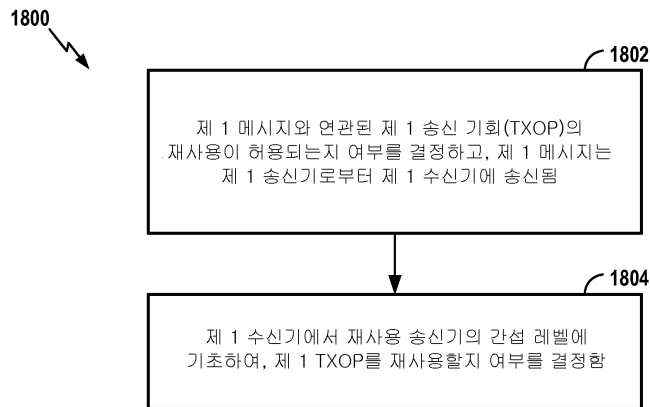 1800
1802
제 1 메시지와 연관된 제 1 송신 기회(TXOP)의
재사용이 허용되는지 여부를 결정하고, 제 1 메시지는
제 1 송신기로부터 제 1 수신기에 송신됨
1804
제 1 수신기에서 재사용 송신기의 간섭 레벨에
기초하여, 제 1 TXOP를 재사용할지 여부를 결정함